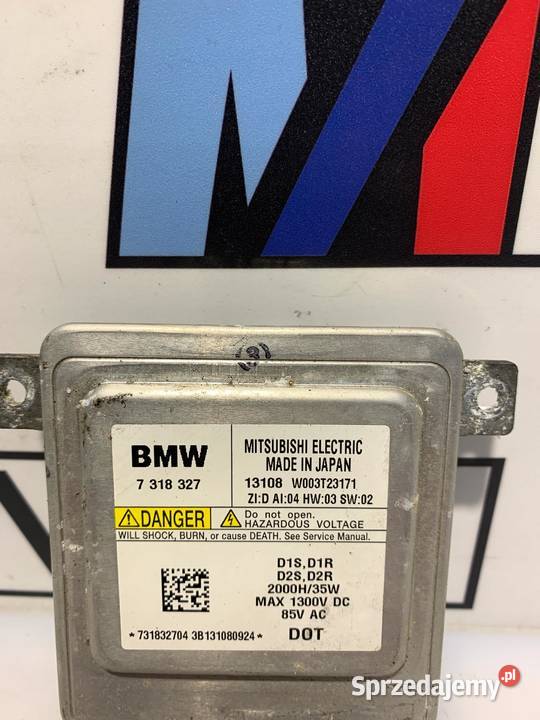 BMW
7 318 327
MITSUBISHI ELECTRIC
MADE IN JAPAN
13108 W003T23171
ZI:D AI:04 HW:03 SW:02
DANGER
Do not open.
HAZARDOUS VOLTAGE
WILL SHOCK, BURN, or cause DEATH. See Service Manual.
D1S,D1R
D2S,D2R
2000H/35W
MAX 1300V DC
85V AC
*731832704 3B131080924*
DOT
Sprzedajemy.pl